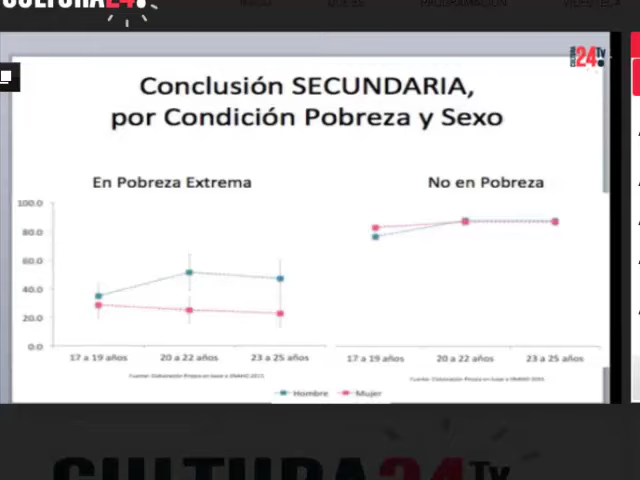 CULTURA24.
CULTURA 24Tv
Conclusión SECUNDARIA,
por Condición Pobreza y Sexo
En Pobreza Extrema
No en Pobreza
100.0
80.0
60.0
40.0
20.0
0.0
17 a 19 años
20 a 22 años
23 a 25 años
17 a 19 años
20 a 22 años
23 a 25 años
Hombre
Mujer
CULTURA24Tv